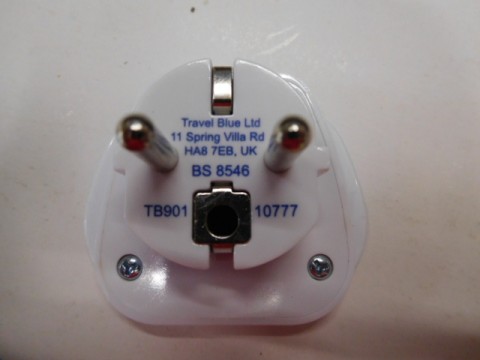 Travel Blue Ltd
11 Spring Villa Rd
HA8 7EB, UK
BS 8546
TB901 10777